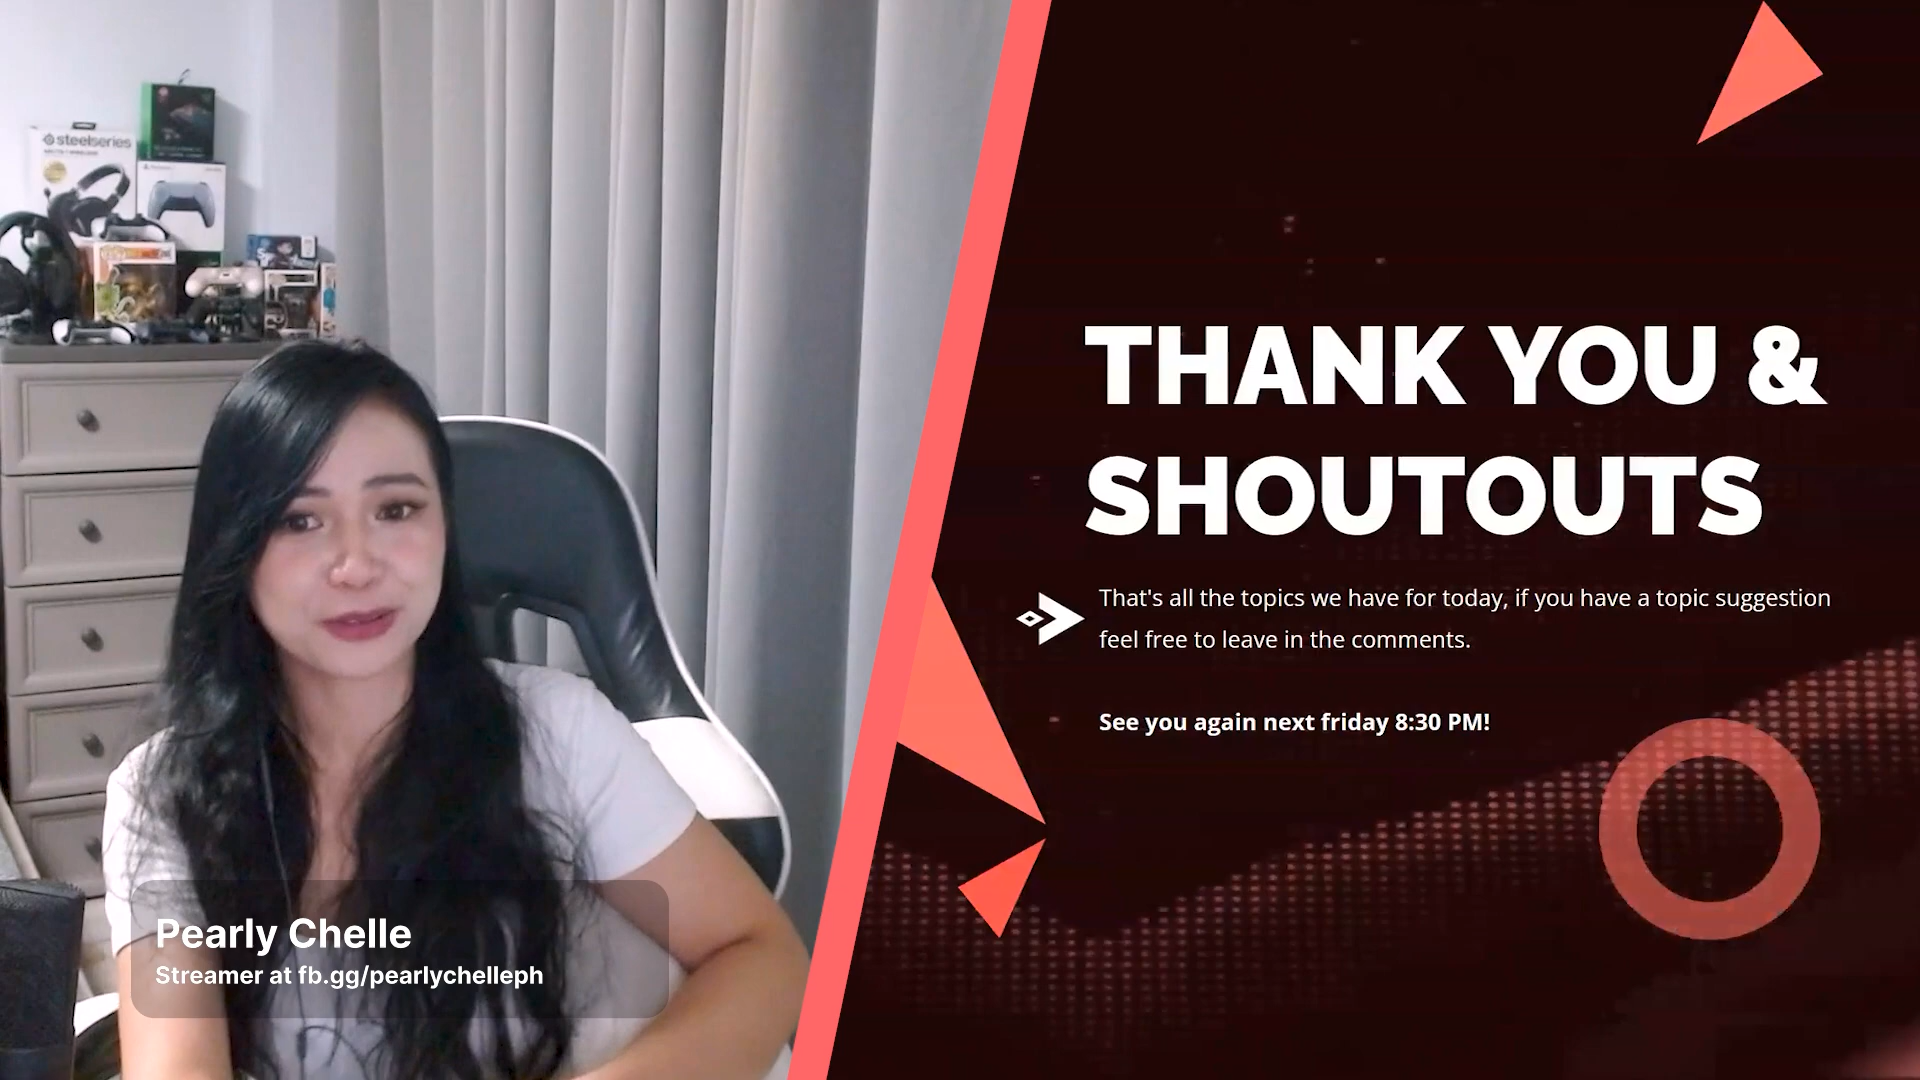 steelseries
THANK YOU &
SHOUTOUTS
That's all the topics we have for today, if you have a topic suggestion
feel free to leave in the comments.
See you again next friday 8:30 PM!
Pearly Chelle
Streamer at fb.gg/pearlychelleph